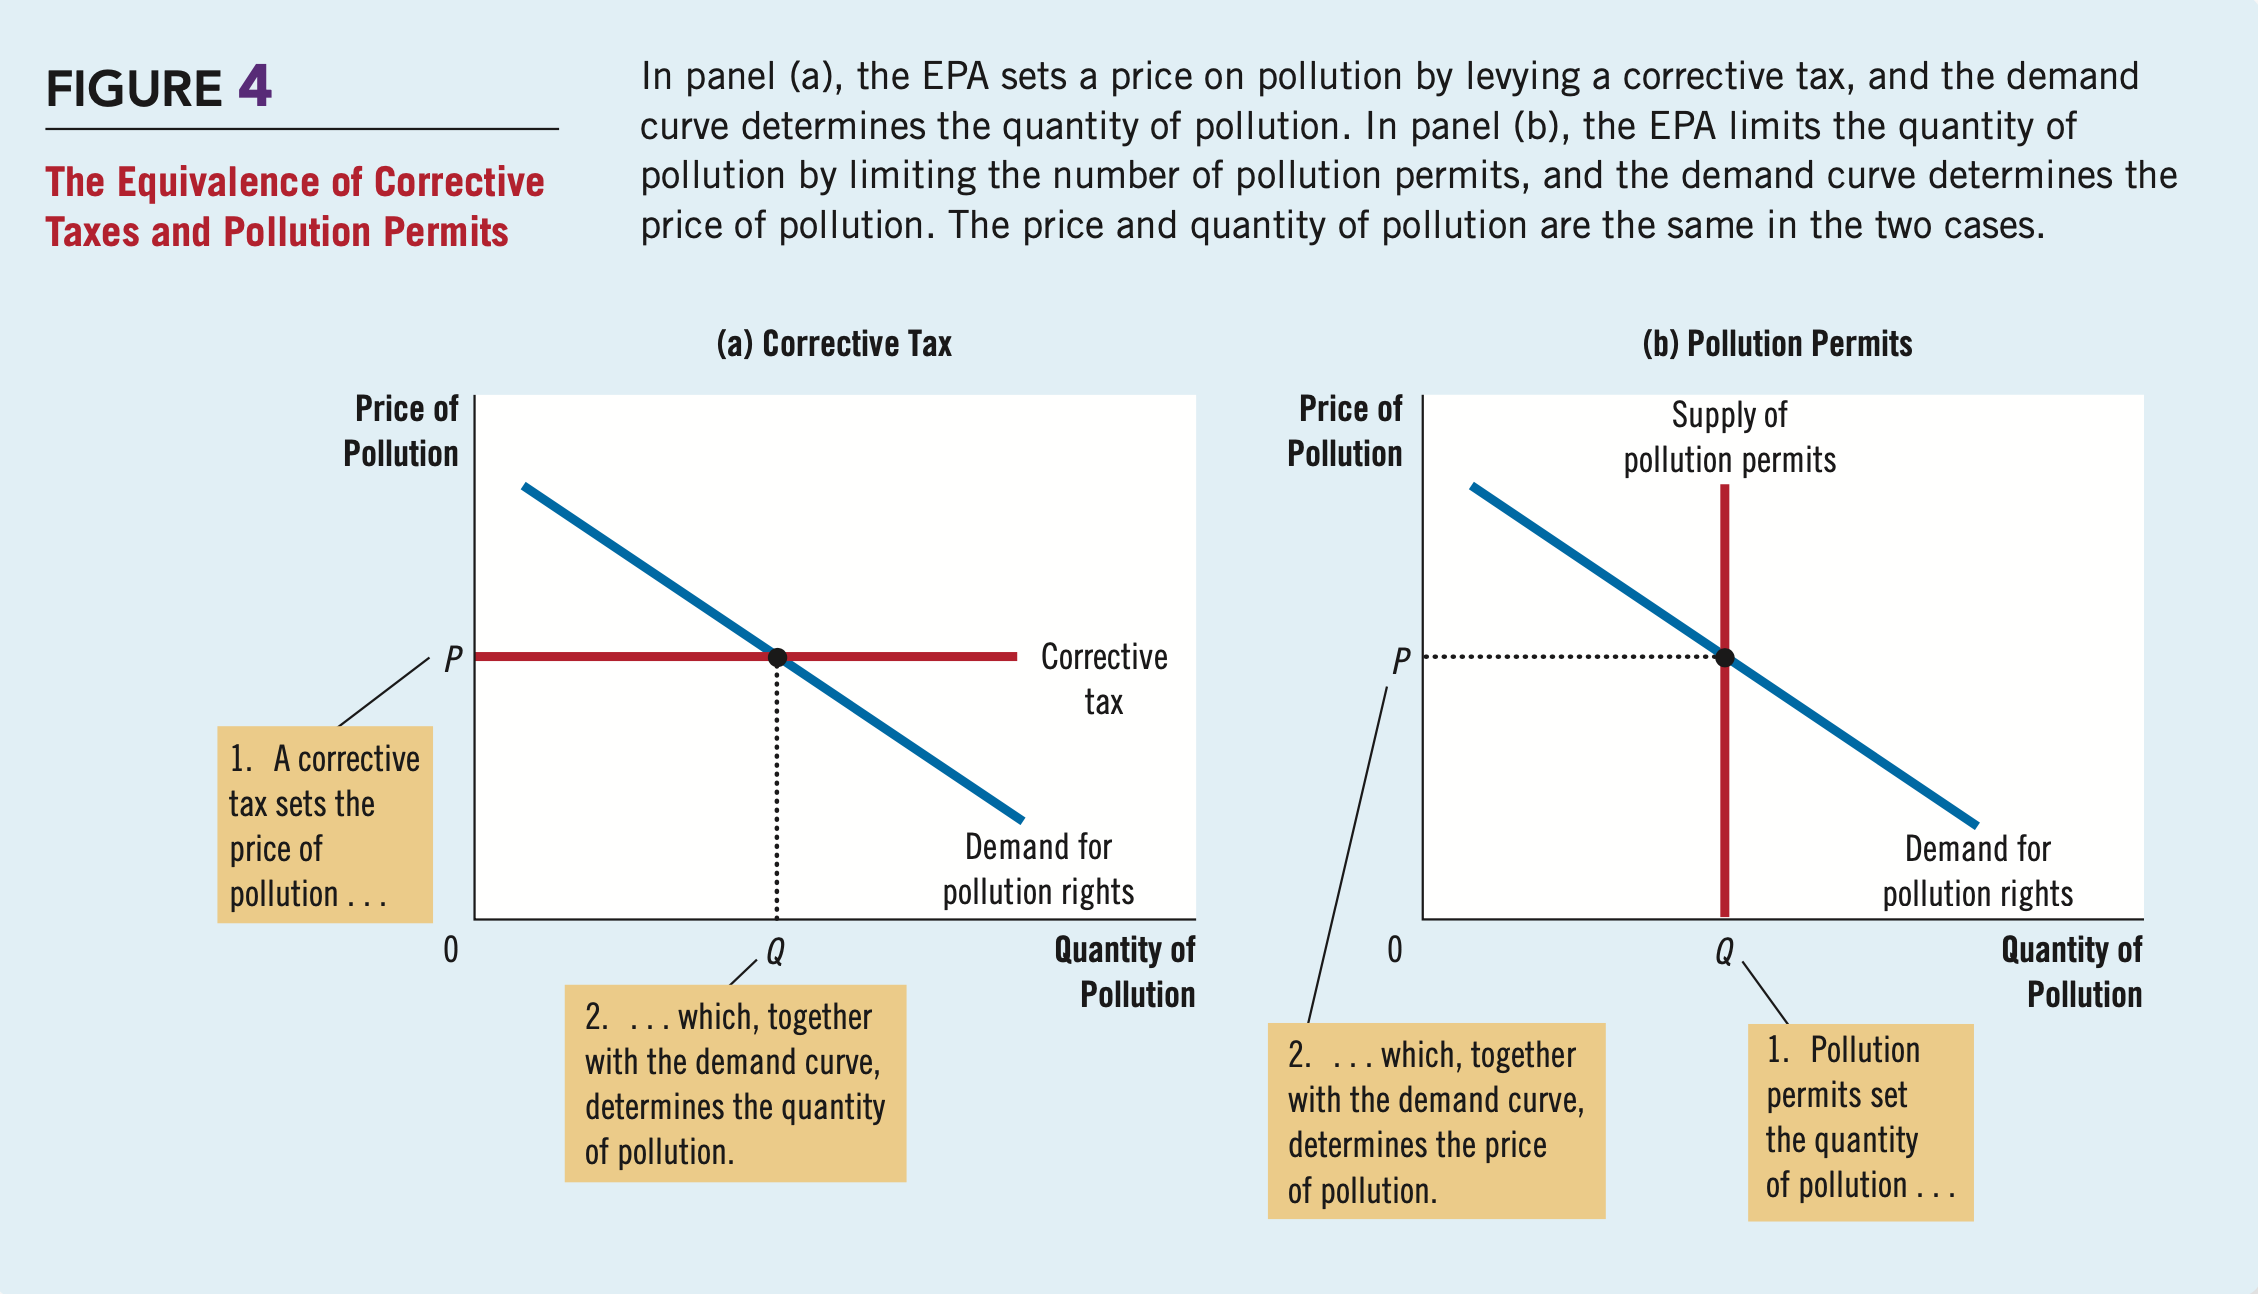 FIGURE 4
The Equivalence of Corrective
Taxes and Pollution Permits
In panel (a), the EPA sets a price on pollution by levying a corrective tax, and the demand
curve determines the quantity of pollution. In panel (b), the EPA limits the quantity of
pollution by limiting the number of pollution permits, and the demand curve determines the
price of pollution. The price and quantity of pollution are the same in the two cases.
(a) Corrective Tax
Price of
Pollution
P
Corrective
tax
Demand for
pollution rights
0
Q
Quantity of
Pollution
1. A corrective
tax sets the
price of
pollution . . .
2. . . . which, together
with the demand curve,
determines the quantity
of pollution.
(b) Pollution Permits
Price of
Pollution
Supply of
pollution permits
P
Demand for
pollution rights
0
Q
Quantity of
Pollution
2. . . . which, together
with the demand curve,
determines the price
of pollution.
1. Pollution
permits set
the quantity
of pollution . . .